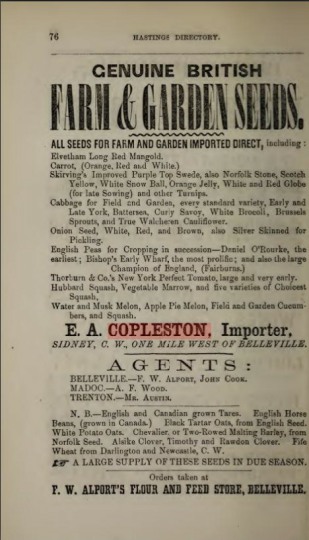 76 HASTINGS DIRECTORY.
GENUINE BRITISH
FARM & GARDEN SEEDS.
ALL SEEDS FOR FARM AND GARDEN IMPORTED DIRECT, including:
Elvetham Long Red Mangold.
Carrot, (Orange, Red and White.)
Skirving's Improved Purple Top Swede, also Norfolk Stone, Scotch
Yellow, White Snow Ball, Orange Jelly, White and Red Globe
(for late Sowing) and other Turnips.
Cabbage for Field and Garden, every standard variety, Early and
Late York, Battersea, Curly Savoy, White Brocoli, Brussels
Sprouts, and True Walcheren Cauliflower.
Onion Seed, White, Red, and Brown, also Silver Skinned for
Pickling.
English Peas for Cropping in succession—Daniel O'Rourke, the
earliest; Bishop's Early Wharf, the most prolific; and also the large
Champion of England, (Fairburns.)
Thorburn & Co.'s New York Perfect Tomato, large and very early.
Hubbard Squash, Vegetable Marrow, and five varieties of Choicest
Squash,
Water and Musk Melon, Apple Pie Melon, Field and Garden Cucum-
bers, and Squash.
E. A. COPLESTON, Importer,
SIDNEY, C. W., ONE MILE WEST OF BELLEVILLE.
AGENTS:
BELLEVILLE.—F. W. ALPORT, JOHN COOK.
MADOC.—A. F. WOOD.
TRENTON.—MR. AUSTIN.
N. B.—English and Canadian grown Tares. English Horse
Beans, (grown in Canada.) Black Tartar Oats, from English Seed.
White Potato Oats. Chevalier, or Two-Rowed Malting Barley, from
Norfolk Seed. Alsike Clover, Timothy and Rawdon Clover. Fife
Wheat from Darlington and Newcastle, C. W.
☞ A LARGE SUPPLY OF THESE SEEDS IN DUE SEASON.
Orders taken at
F. W. ALPORT'S FLOUR AND FEED STORE, BELLEVILLE.